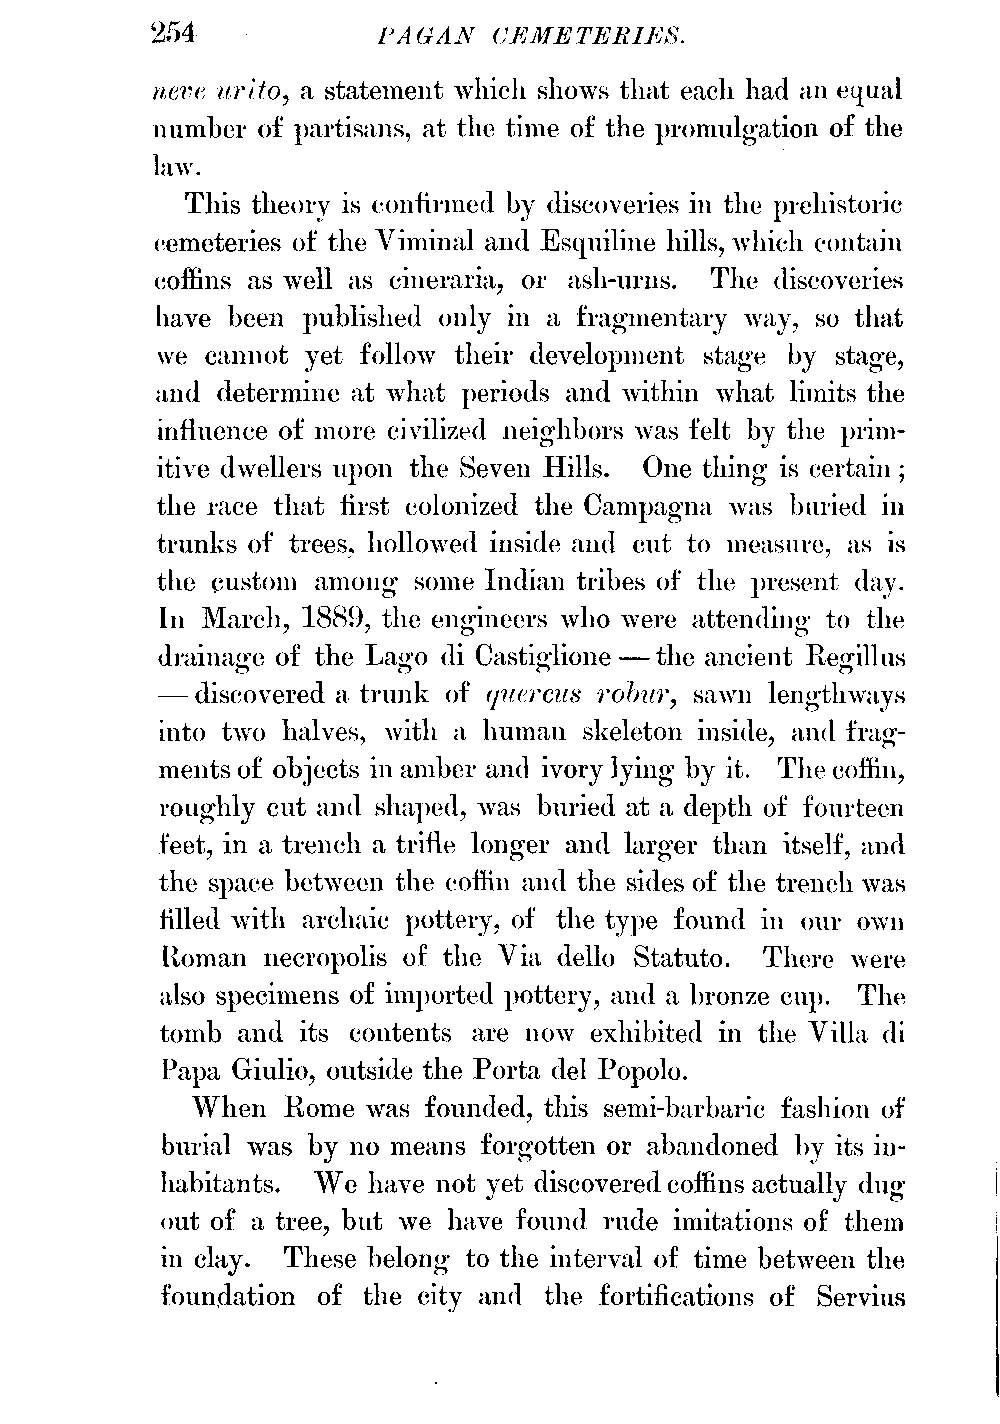 254 PAGAN CEMETERIES.
neve urito, a statement which shows that each had an equal
number of partisans, at the time of the promulgation of the
law.
This theory is confirmed by discoveries in the prehistoric
cemeteries of the Viminal and Esquiline hills, which contain
coffins as well as cineraria, or ash-urns. The discoveries
have been published only in a fragmentary way, so that
we cannot yet follow their development stage by stage,
and determine at what periods and within what limits the
influence of more civilized neighbors was felt by the prim-
itive dwellers upon the Seven Hills. One thing is certain;
the race that first colonized the Campagna was buried in
trunks of trees, hollowed inside and cut to measure, as is
the custom among some Indian tribes of the present day.
In March, 1889, the engineers who were attending to the
drainage of the Lago di Castiglione — the ancient Regillus
— discovered a trunk of quercus robur, sawn lengthways
into two halves, with a human skeleton inside, and frag-
ments of objects in amber and ivory lying by it. The coffin,
roughly cut and shaped, was buried at a depth of fourteen
feet, in a trench a trifle longer and larger than itself, and
the space between the coffin and the sides of the trench was
filled with archaic pottery, of the type found in our own
Roman necropolis of the Via dello Statuto. There were
also specimens of imported pottery, and a bronze cup. The
tomb and its contents are now exhibited in the Villa di
Papa Giulio, outside the Porta del Popolo.
When Rome was founded, this semi-barbaric fashion of
burial was by no means forgotten or abandoned by its in-
habitants. We have not yet discovered coffins actually dug
out of a tree, but we have found rude imitations of them
in clay. These belong to the interval of time between the
foundation of the city and the fortifications of Servius